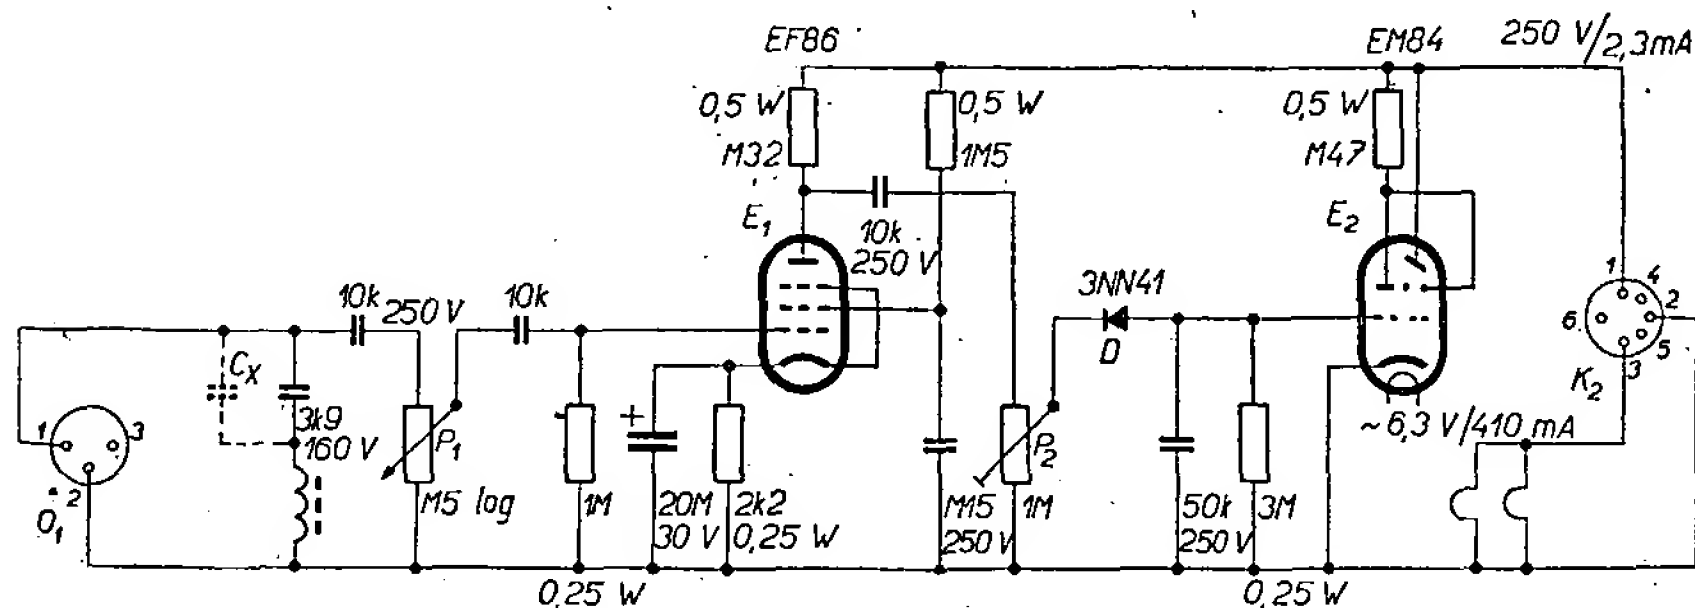 EF86
EM84
250 V/2,3mA
0,5 W
M32
0,5 W
1M5
0,5 W
M47
E1
10k
250 V
E2
1
4
2
6
5
3
K2
10k
250 V
10k
3NN41
D
CX
3k9
160 V
1
3
2
O1
P1
M5 log
1M
20M
30 V
2k2
0,25 W
M15
250 V
P2
1M
50k
250 V
3M
~6,3 V/410 mA
0,25 W
0,25 W